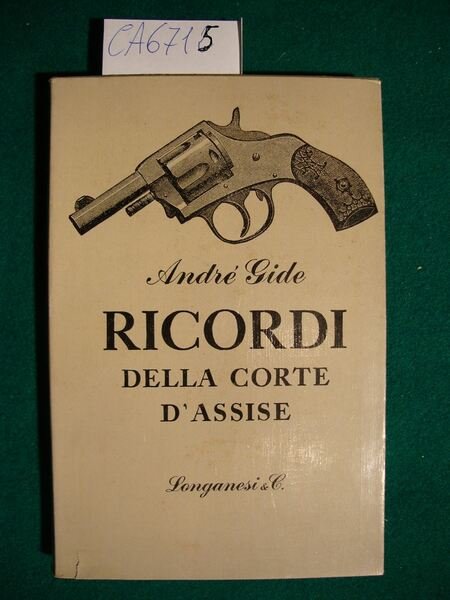 CA6715
André Gide
RICORDI
DELLA CORTE
D'ASSISE
Longanesi & C.